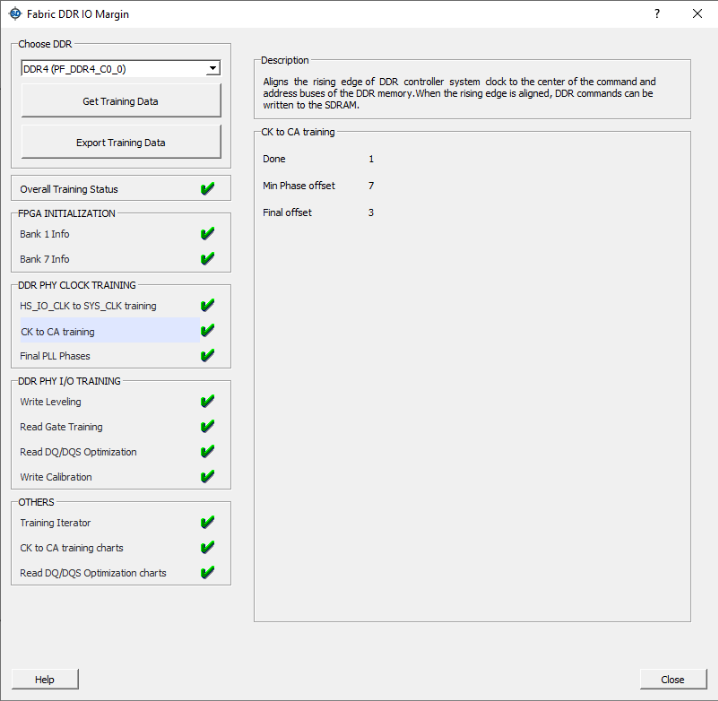 Fabric DDR IO Margin
?
Choose DDR
DDR4 (PF_DDR4_C0_0)
Get Training Data
Export Training Data
Overall Training Status
FPGA INITIALIZATION
Bank 1 Info
Bank 7 Info
DDR PHY CLOCK TRAINING
HS_IO_CLK to SYS_CLK training
CK to CA training
Final PLL Phases
DDR PHY I/O TRAINING
Write Leveling
Read Gate Training
Read DQ/DQS Optimization
Write Calibration
OTHERS
Training Iterator
CK to CA training charts
Read DQ/DQS Optimization charts
Description
Aligns the rising edge of DDR controller system clock to the center of the command and
address buses of the DDR memory.When the rising edge is aligned, DDR commands can be
written to the SDRAM.
CK to CA training
Done 1
Min Phase offset 7
Final offset 3
Help
Close